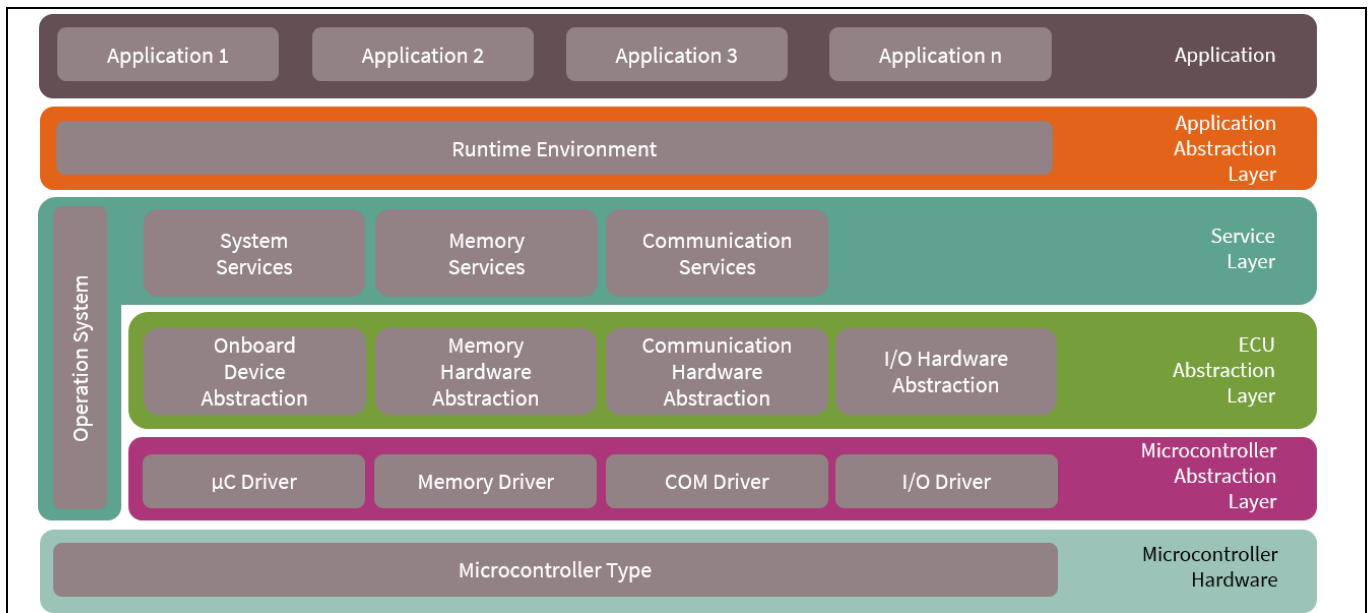 Application 1
Application 2
Application 3
Application n
Application
Runtime Environment
Application
Abstraction
Layer
Operation System
System
Services
Memory
Services
Communication
Services
Service
Layer
Onboard
Device
Abstraction
Memory
Hardware
Abstraction
Communication
Hardware
Abstraction
I/O Hardware
Abstraction
ECU
Abstraction
Layer
µC Driver
Memory Driver
COM Driver
I/O Driver
Microcontroller
Abstraction
Layer
Microcontroller Type
Microcontroller
Hardware